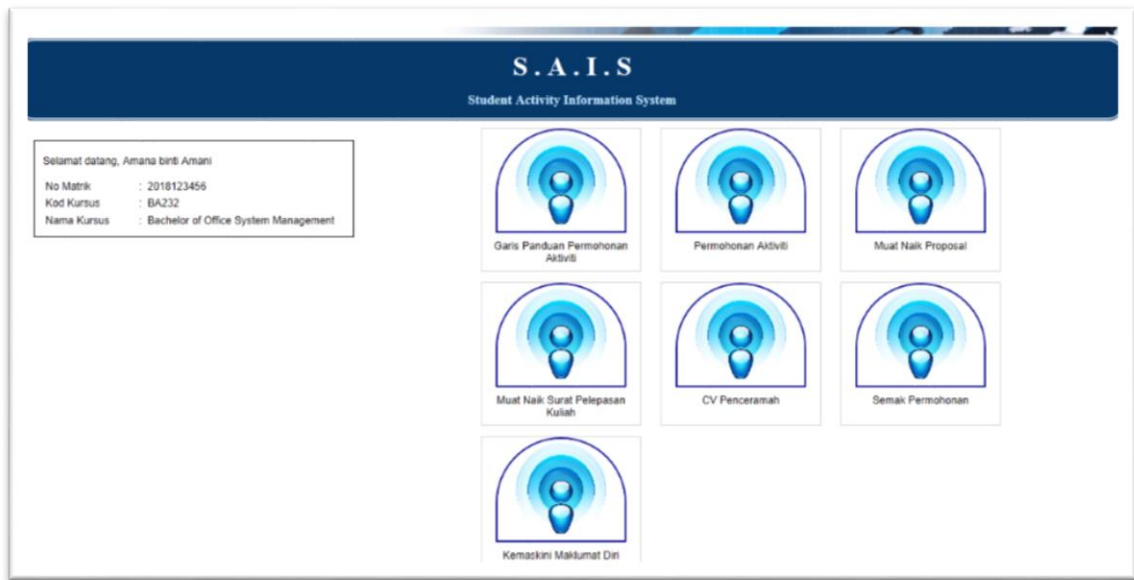 S.A.I.S
Student Activity Information System
Selamat datang, Amana binti Amani
No Matrik : 2018123456
Kod Kursus : BA232
Nama Kursus : Bachelor of Office System Management
Garis Panduan Permohonan
Aktiviti
Permohonan Aktiviti
Muat Naik Proposal
Muat Naik Surat Pelepasan
Kuliah
CV Penceramah
Semak Permohonan
Kemaskini Maklumat Diri